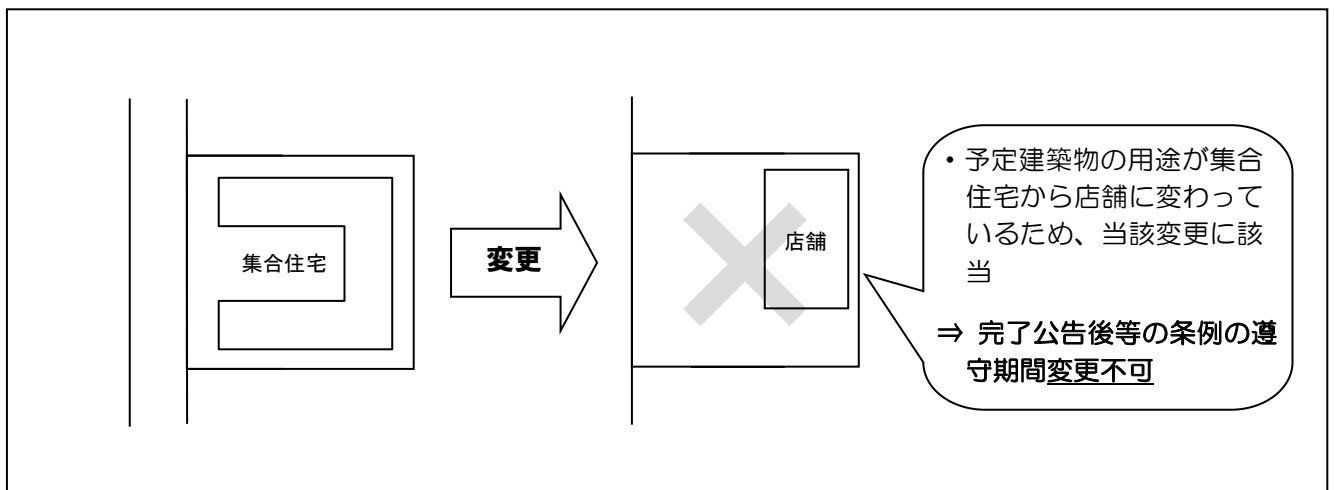 集合住宅
変更
店舗
・予定建築物の用途が集合
住宅から店舗に変わって
いるため、当該変更に該
当
⇒ 完了公告後等の条例の遵
守期間変更不可